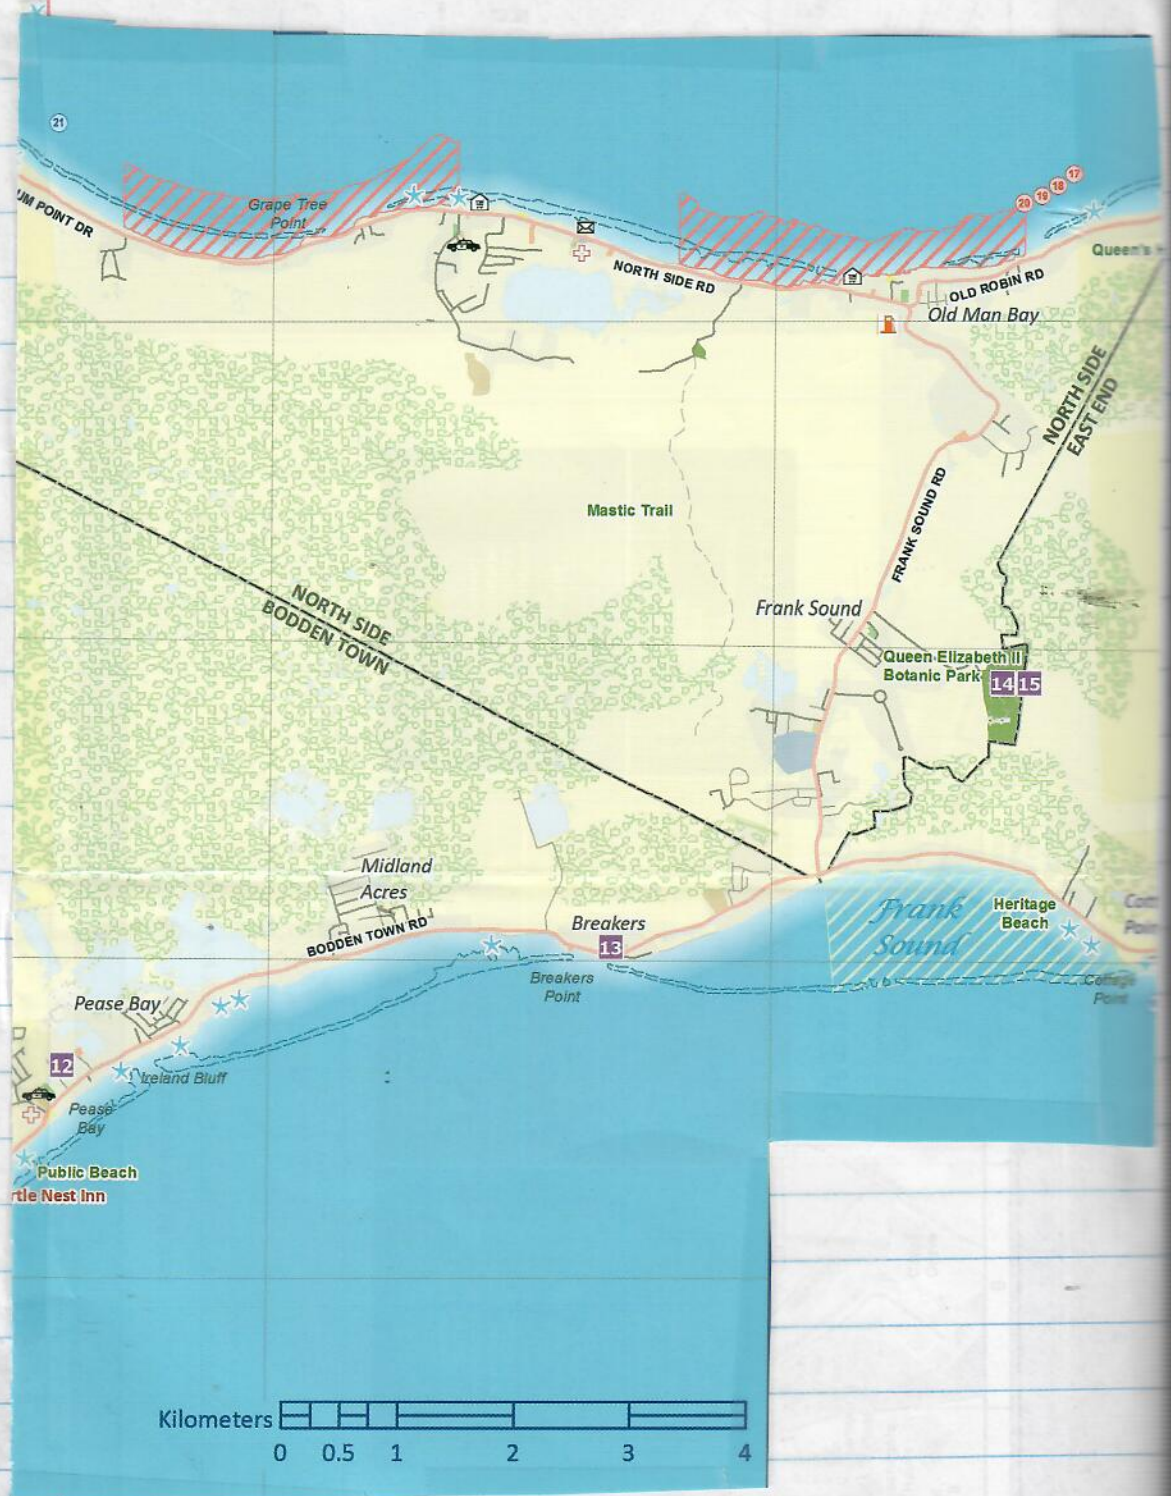 21
17
18
19
20
UM POINT DR
Grape Tree
Point
NORTH SIDE RD
OLD ROBIN RD
Queen's
Old Man Bay
NORTH SIDE
EAST END
FRANK SOUND RD
Mastic Trail
NORTH SIDE
BODDEN TOWN
Frank Sound
Queen Elizabeth II
Botanic Park
14 15
Midland
Acres
BODDEN TOWN RD
Breakers
13
Breakers
Point
Frank
Sound
Heritage
Beach
Cottage
Point
Pease Bay
12
Ireland Bluff
Pease
Bay
Public Beach
rtle Nest Inn
Kilometers
0 0.5 1 2 3 4